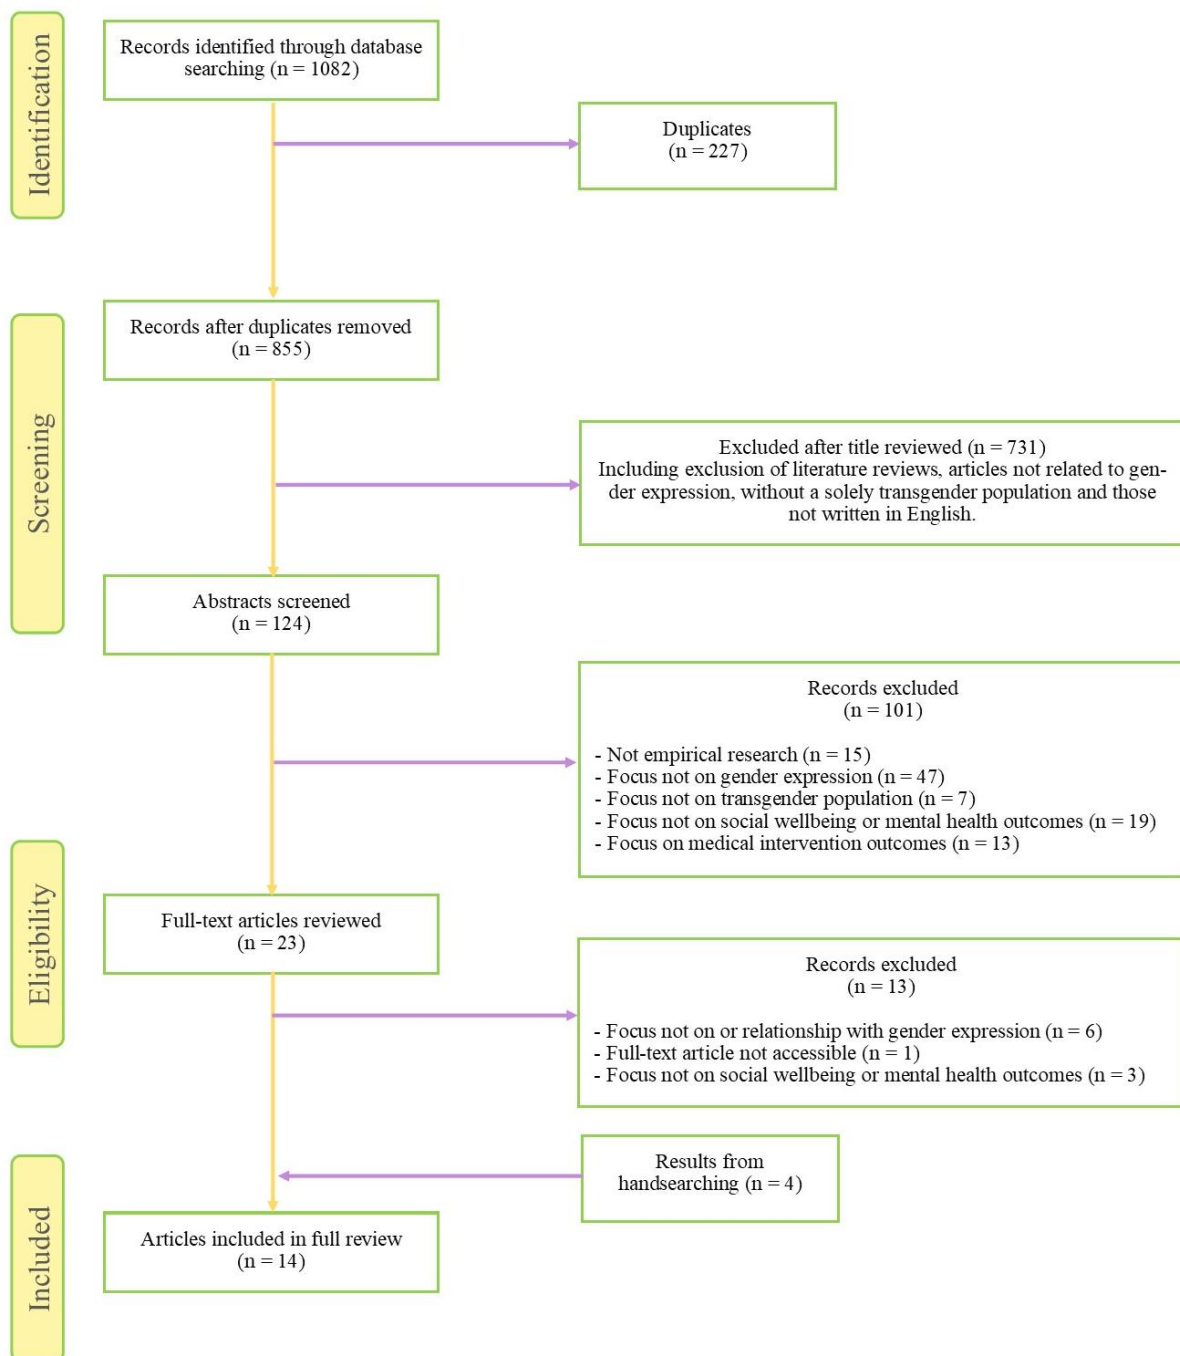 Identification
Records identified through database
searching (n = 1082)
Duplicates
(n = 227)
Screening
Records after duplicates removed
(n = 855)
Excluded after title reviewed (n = 731)
Including exclusion of literature reviews, articles not related to gen-
der expression, without a solely transgender population and those
not written in English.
Abstracts screened
(n = 124)
Records excluded
(n = 101)
- Not empirical research (n = 15)
- Focus not on gender expression (n = 47)
- Focus not on transgender population (n = 7)
- Focus not on social wellbeing or mental health outcomes (n = 19)
- Focus on medical intervention outcomes (n = 13)
Eligibility
Full-text articles reviewed
(n = 23)
Records excluded
(n = 13)
- Focus not on or relationship with gender expression (n = 6)
- Full-text article not accessible (n = 1)
- Focus not on social wellbeing or mental health outcomes (n = 3)
Included
Results from
handsearching (n = 4)
Articles included in full review
(n = 14)